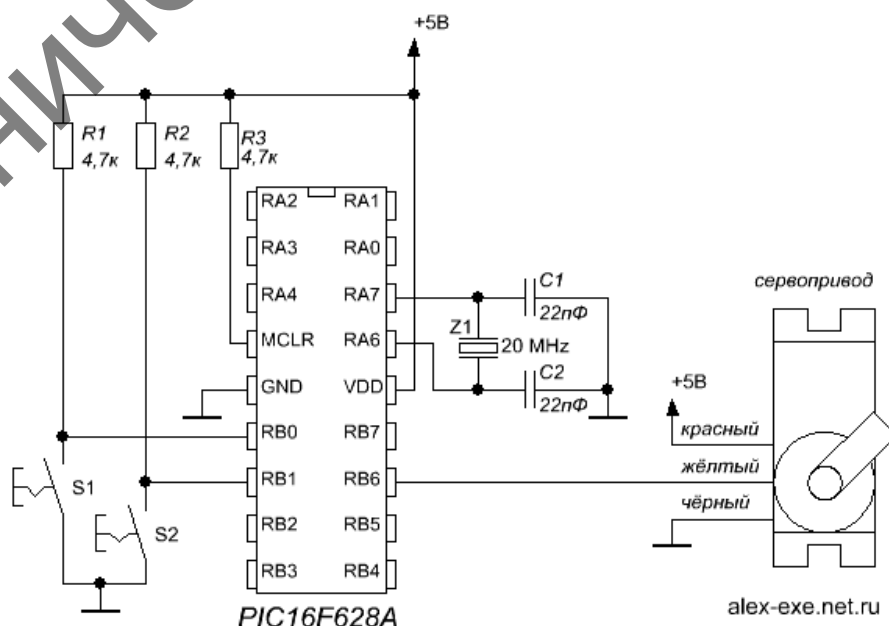 +5В
R1
4,7к
R2
4,7к
R3
4,7к
RA2
RA1
RA3
RA0
RA4
RA7
MCLR
RA6
GND
VDD
RB0
RB7
RB1
RB6
RB2
RB5
RB3
RB4
PIC16F628A
S1
S2
C1
22пФ
Z1
20 MHz
C2
22пФ
сервопривод
+5В
красный
жёлтый
чёрный
alex-exe.net.ru